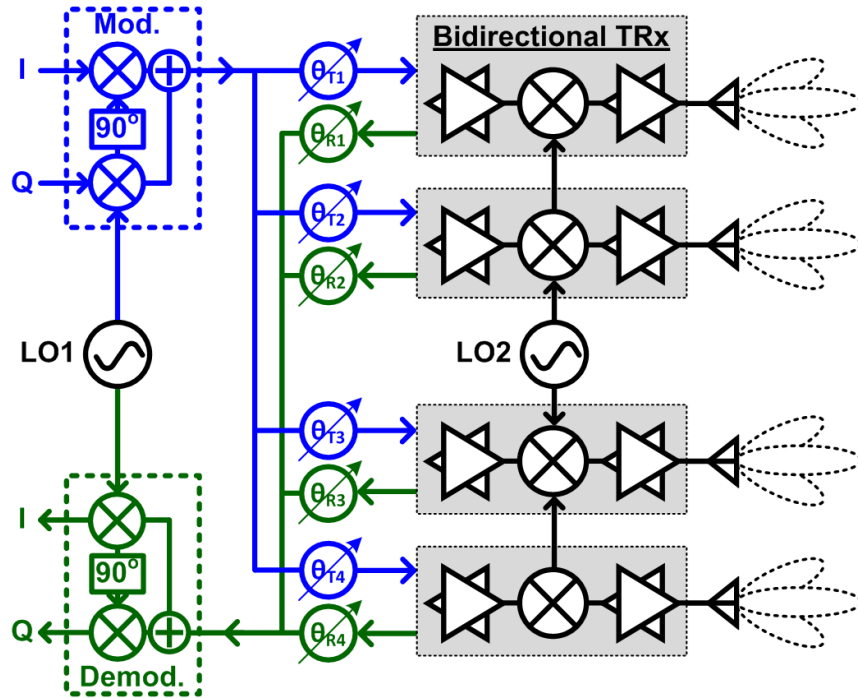 Mod.
Bidirectional TRx
I
θT1
90°
θR1
Q
θT2
θR2
LO1
LO2
θT3
θR3
I
90°
θT4
Q
θR4
Demod.